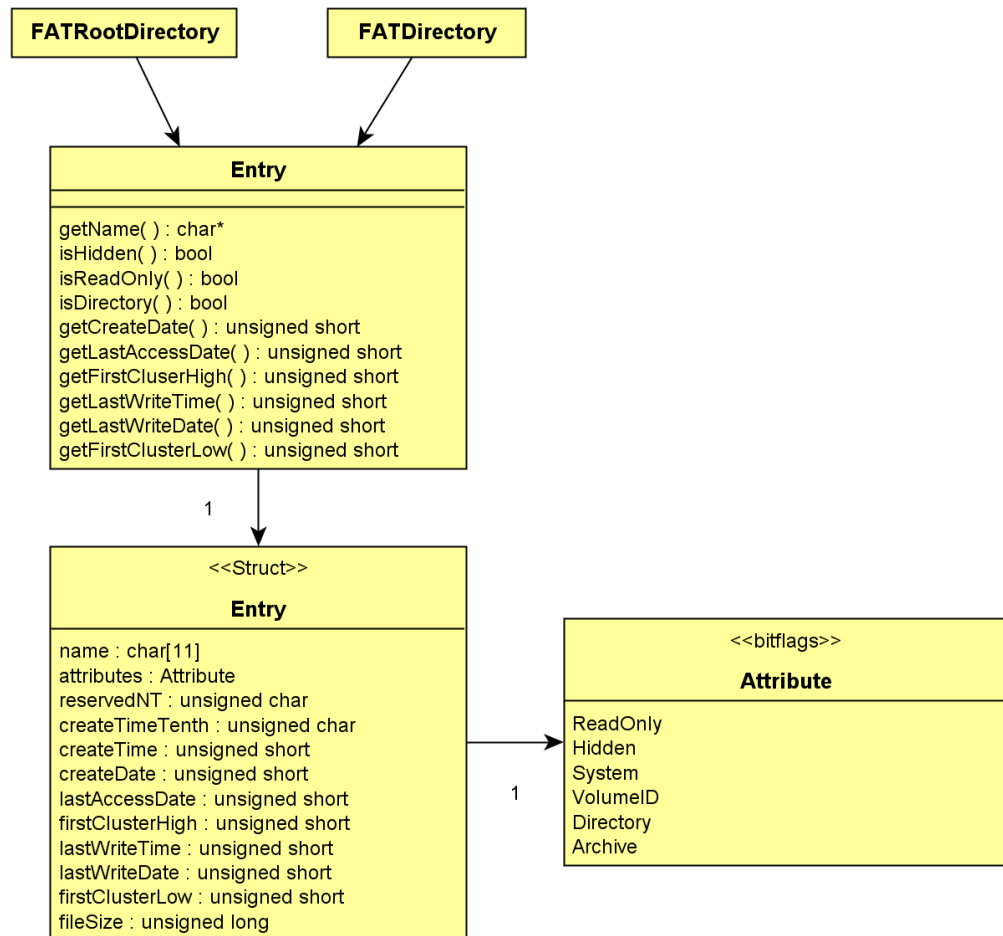 FATRootDirectory
FATDirectory
Entry
getName( ) : char*
isHidden( ) : bool
isReadOnly( ) : bool
isDirectory( ) : bool
getCreateDate( ) : unsigned short
getLastAccessDate( ) : unsigned short
getFirstCluserHigh( ) : unsigned short
getLastWriteTime( ) : unsigned short
getLastWriteDate( ) : unsigned short
getFirstClusterLow( ) : unsigned short
1
<<Struct>>
Entry
name : char[11]
attributes : Attribute
reservedNT : unsigned char
createTimeTenth : unsigned char
createTime : unsigned short
createDate : unsigned short
lastAccessDate : unsigned short
firstClusterHigh : unsigned short
lastWriteTime : unsigned short
lastWriteDate : unsigned short
firstClusterLow : unsigned short
fileSize : unsigned long
1
<<bitflags>>
Attribute
ReadOnly
Hidden
System
VolumeID
Directory
Archive